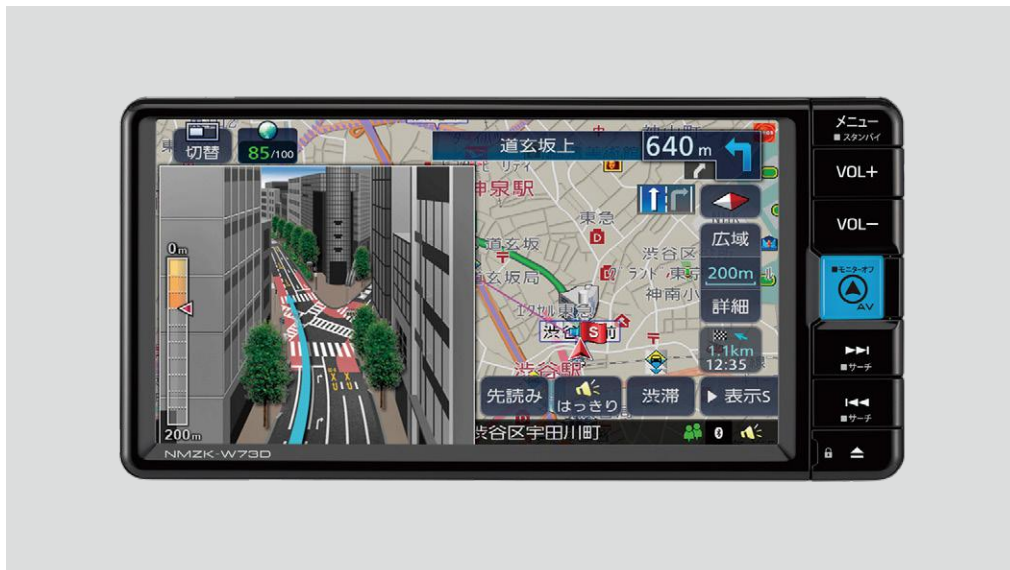 切替
85/100
道玄坂上
640m
神泉駅
東急
道玄坂
道玄坂局
渋谷区
神南小
渋谷駅
広域
200m
詳細
1.1km
12:35
0m
200m
S
先読み
はっきり
渋滞
▶ 表示S
渋谷区宇田川町
NMZK-W73D
メニュー
■ スタンバイ
VOL+
VOL−
■モニターオフ
AV
■サーチ
■サーチ